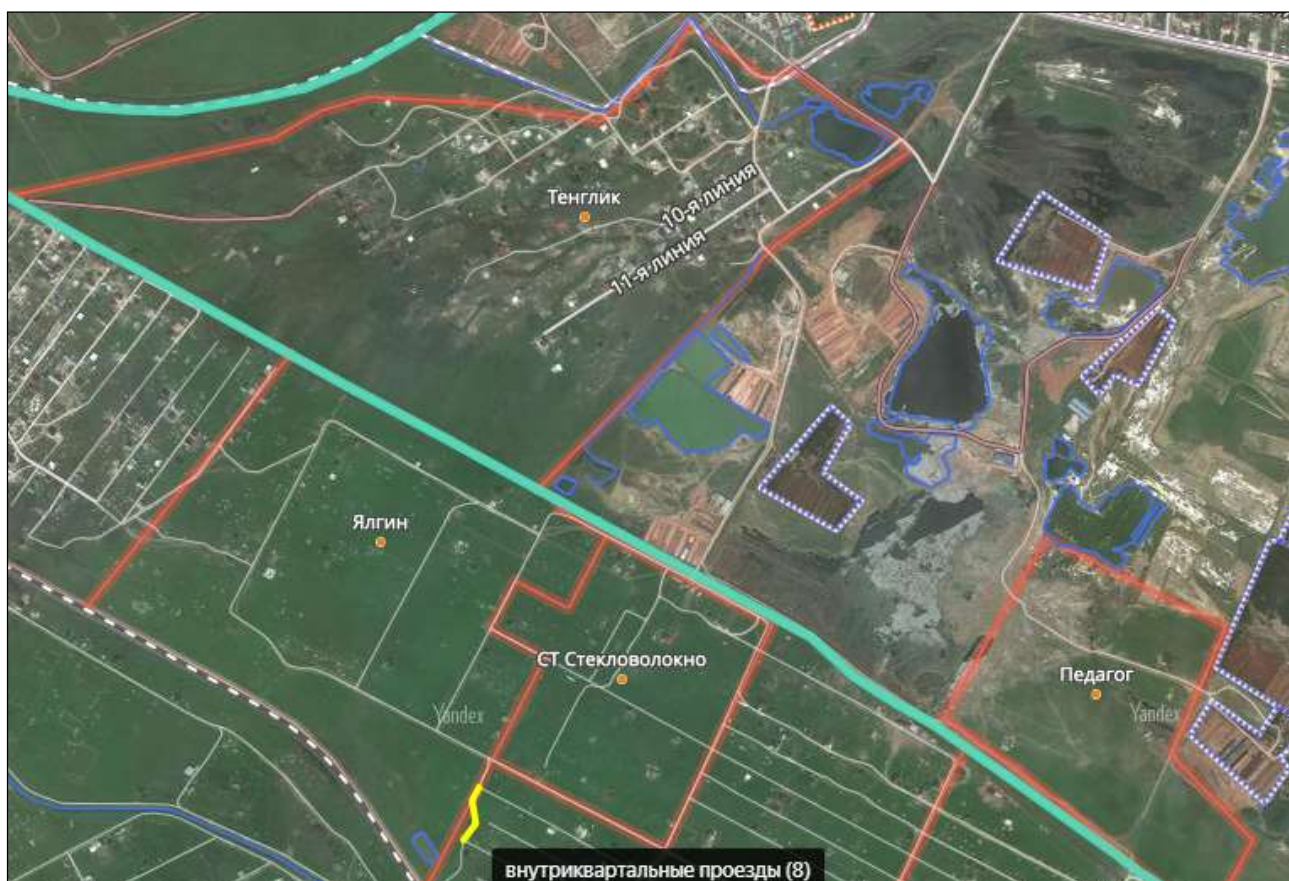 Тенглик
10-я линия
11-я линия
Ялгин
СТ Стекловолокно
Педагог
Yandex
Yandex
внутриквартальные проезды (8)